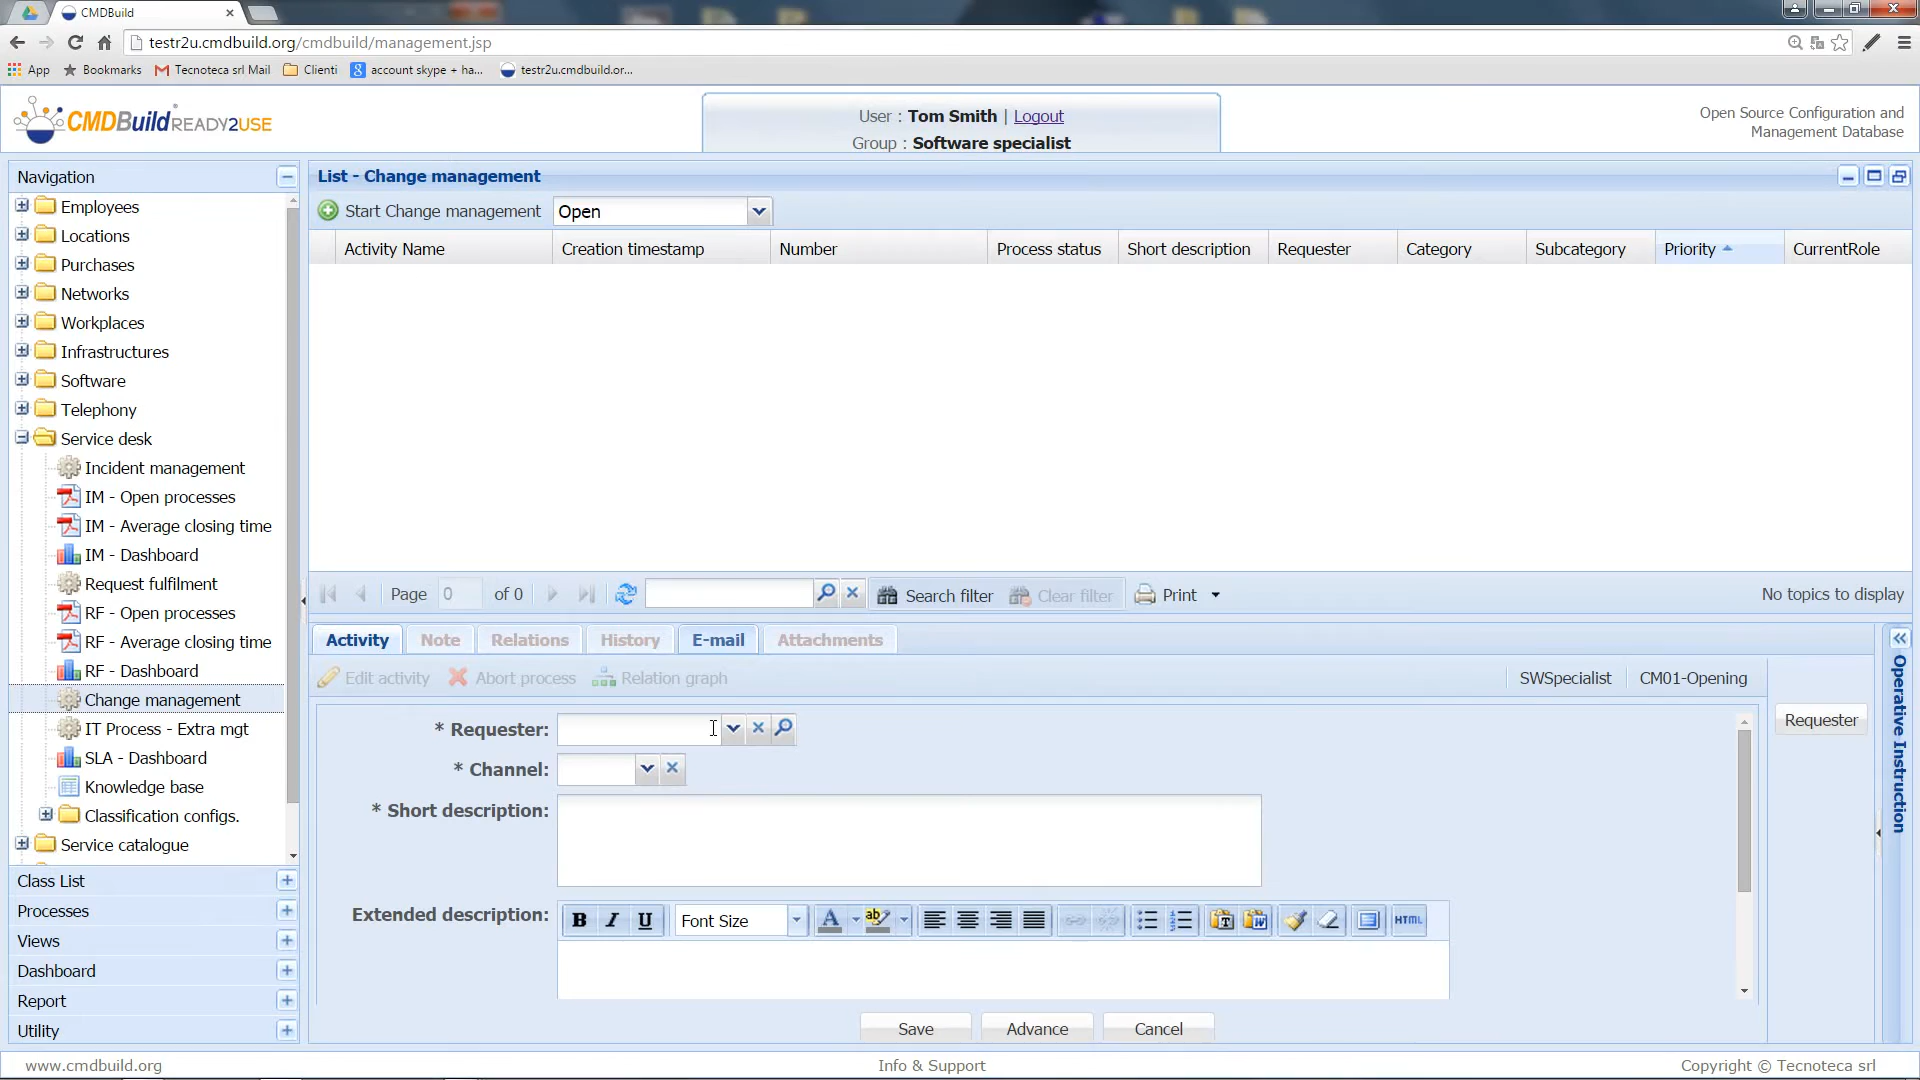 CMDBuild
testr2u.cmdbuild.org/cmdbuild/management.jsp
App Bookmarks Tecnoteca srl Mail Clienti account skype + ha... testr2u.cmdbuild.or...
CMDBuild READY2USE
User : Tom Smith | Logout
Group : Software specialist
Open Source Configuration and
Management Database
Navigation
Employees
Locations
Purchases
Networks
Workplaces
Infrastructures
Software
Telephony
Service desk
Incident management
IM - Open processes
IM - Average closing time
IM - Dashboard
Request fulfilment
RF - Open processes
RF - Average closing time
RF - Dashboard
Change management
IT Process - Extra mgt
SLA - Dashboard
Knowledge base
Classification configs.
Service catalogue
Class List
Processes
Views
Dashboard
Report
Utility
List - Change management
Start Change management Open
Activity Name Creation timestamp Number Process status Short description Requester Category Subcategory Priority CurrentRole
Page 0 of 0 Search filter Clear filter Print No topics to display
Activity Note Relations History E-mail Attachments
Edit activity Abort process Relation graph SWSpecialist CM01-Opening
* Requester:
* Channel:
* Short description:
Extended description: B I U Font Size A ab T W HTML
Requester
Operative Instruction
Save Advance Cancel
www.cmdbuild.org Info & Support Copyright © Tecnoteca srl